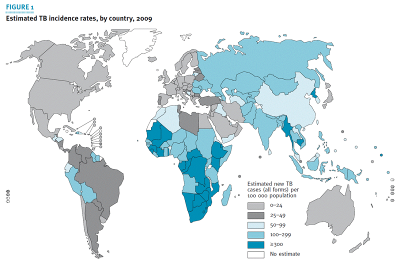 FIGURE 1
Estimated TB incidence rates, by country, 2009
Estimated new TB
cases (all forms) per
100 000 population
0–24
25–49
50–99
100–299
≥300
No estimate